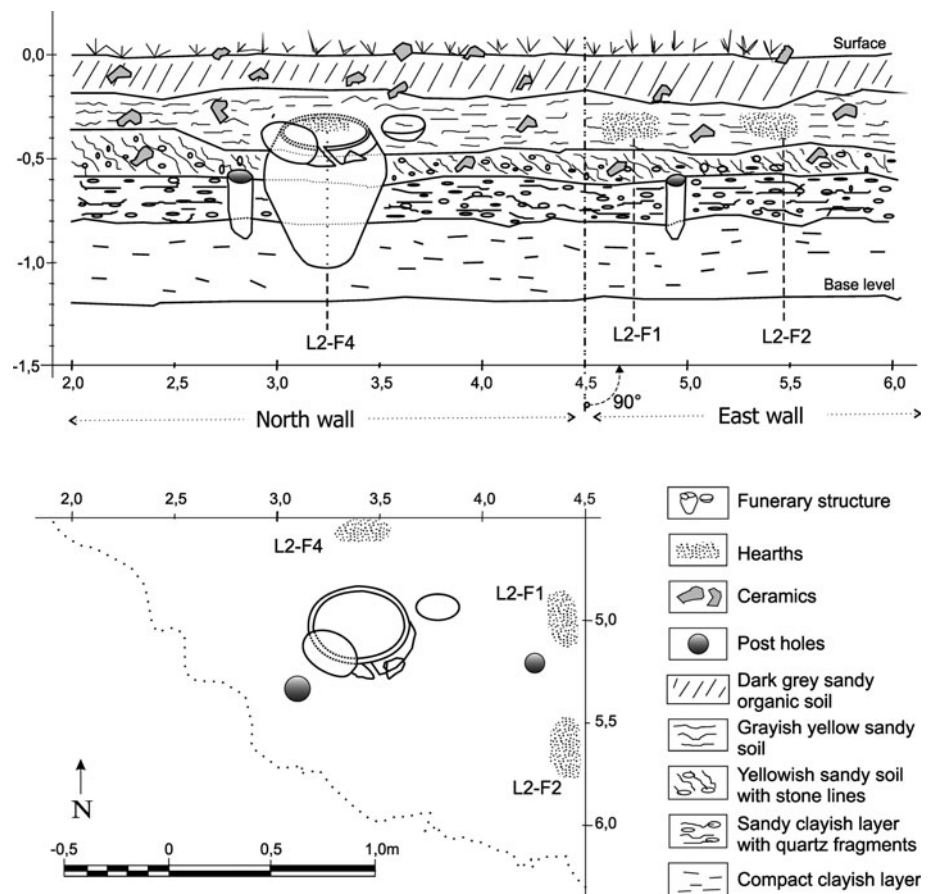 0,0
Surface
-0,5
-1,0
Base level
L2-F4
L2-F1
L2-F2
-1,5
2,0 2,5 3,0 3,5 4,0 4,5 5,0 5,5 6,0
90°
North wall
East wall
2,0 2,5 3,0 3,5 4,0 4,5
L2-F4
L2-F1
5,0
5,5
L2-F2
6,0
N
-0,5 0 0,5 1,0m
Funerary structure
Hearths
Ceramics
Post holes
Dark grey sandy
organic soil
Grayish yellow sandy
soil
Yellowish sandy soil
with stone lines
Sandy clayish layer
with quartz fragments
Compact clayish layer